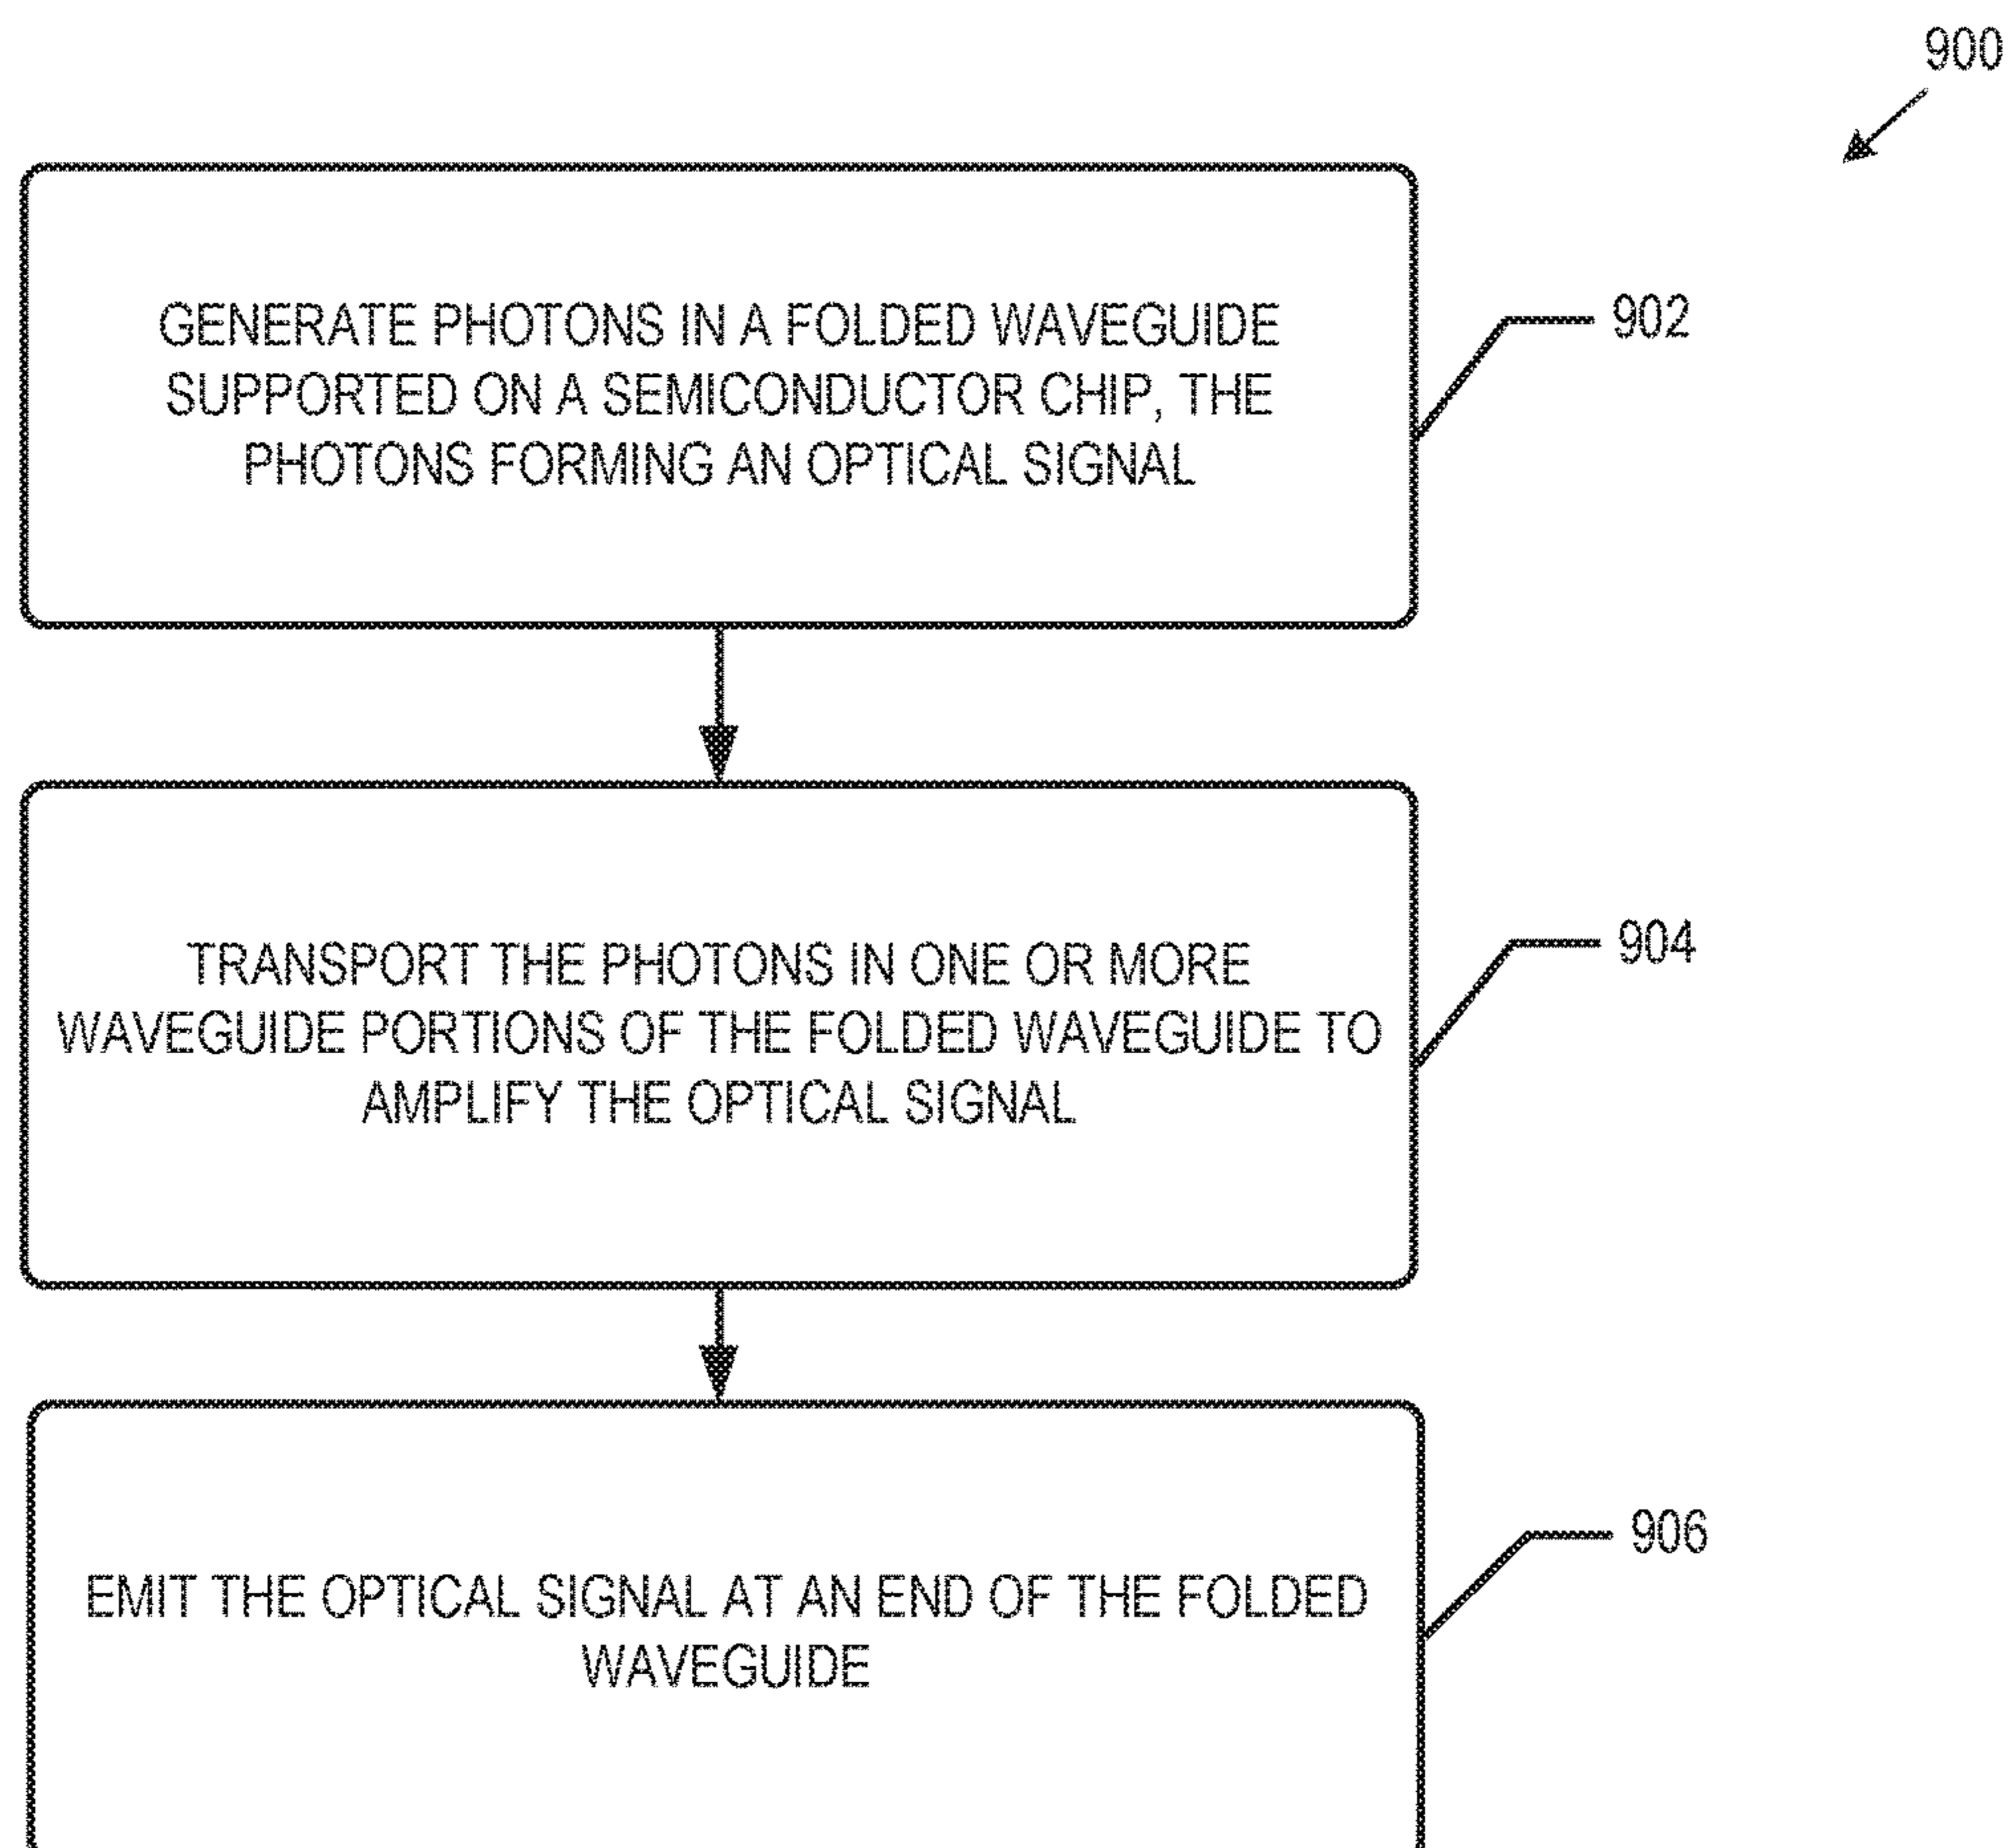 900
GENERATE PHOTONS IN A FOLDED WAVEGUIDE
SUPPORTED ON A SEMICONDUCTOR CHIP, THE
PHOTONS FORMING AN OPTICAL SIGNAL
902
TRANSPORT THE PHOTONS IN ONE OR MORE
WAVEGUIDE PORTIONS OF THE FOLDED WAVEGUIDE TO
AMPLIFY THE OPTICAL SIGNAL
904
EMIT THE OPTICAL SIGNAL AT AN END OF THE FOLDED
WAVEGUIDE
906